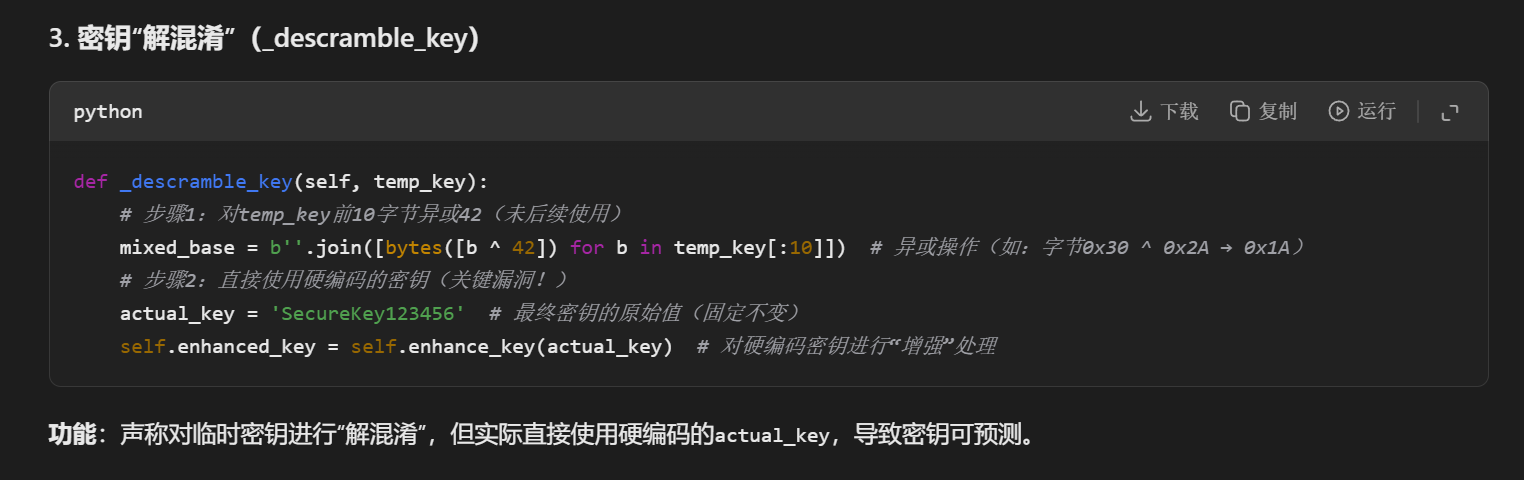 3. 密钥“解混淆”（_descramble_key）
python 下载 复制 运行
def _descramble_key(self, temp_key):
    # 步骤1：对temp_key前10字节异或42（未后续使用）
    mixed_base = b''.join([bytes([b ^ 42]) for b in temp_key[:10]])  # 异或操作（如：字节0x30 ^ 0x2A → 0x1A）
    # 步骤2：直接使用硬编码的密钥（关键漏洞！）
    actual_key = 'SecureKey123456'  # 最终密钥的原始值（固定不变）
    self.enhanced_key = self.enhance_key(actual_key)  # 对硬编码密钥进行“增强”处理
功能：声称对临时密钥进行“解混淆”，但实际直接使用硬编码的actual_key，导致密钥可预测。